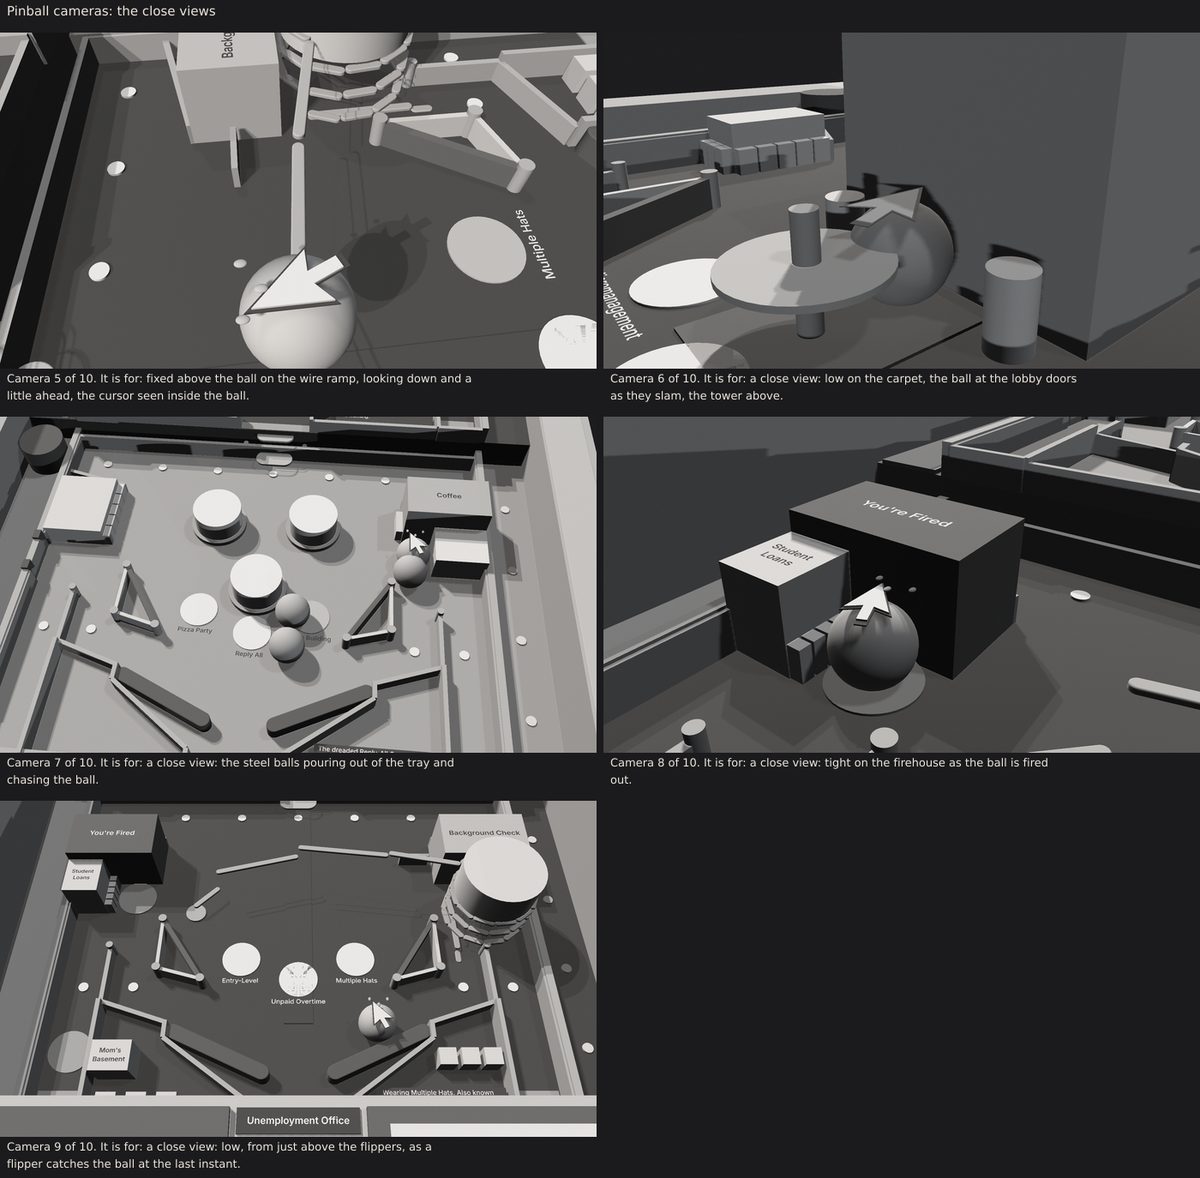 Pinball cameras: the close views
Multiple Hats
Camera 5 of 10. It is for: fixed above the ball on the wire ramp, looking down and a
little ahead, the cursor seen inside the ball.
Camera 6 of 10. It is for: a close view: low on the carpet, the ball at the lobby doors
as they slam, the tower above.
Coffee
Pizza Party
Reply All
Building
Camera 7 of 10. It is for: a close view: the steel balls pouring out of the tray and
chasing the ball.
You're Fired
Student
Loans
Camera 8 of 10. It is for: a close view: tight on the firehouse as the ball is fired
out.
You're Fired
Background Check
Student
Loans
Entry-Level
Multiple Hats
Unpaid Overtime
Mom's
Basement
Wearing Multiple Hats. Also known
Unemployment Office
Camera 9 of 10. It is for: a close view: low, from just above the flippers, as a
flipper catches the ball at the last instant.